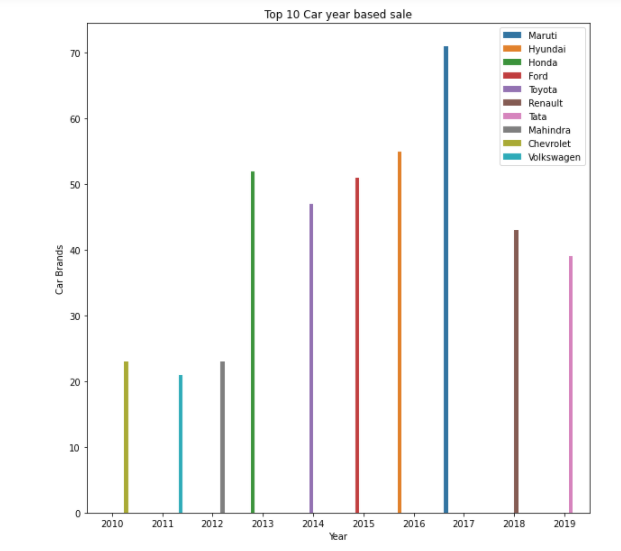 Top 10 Car year based sale
Maruti
Hyundai
Honda
Ford
Toyota
Renault
Tata
Mahindra
Chevrolet
Volkswagen
70
60
50
40
30
20
10
0
Car Brands
2010 2011 2012 2013 2014 2015 2016 2017 2018 2019
Year